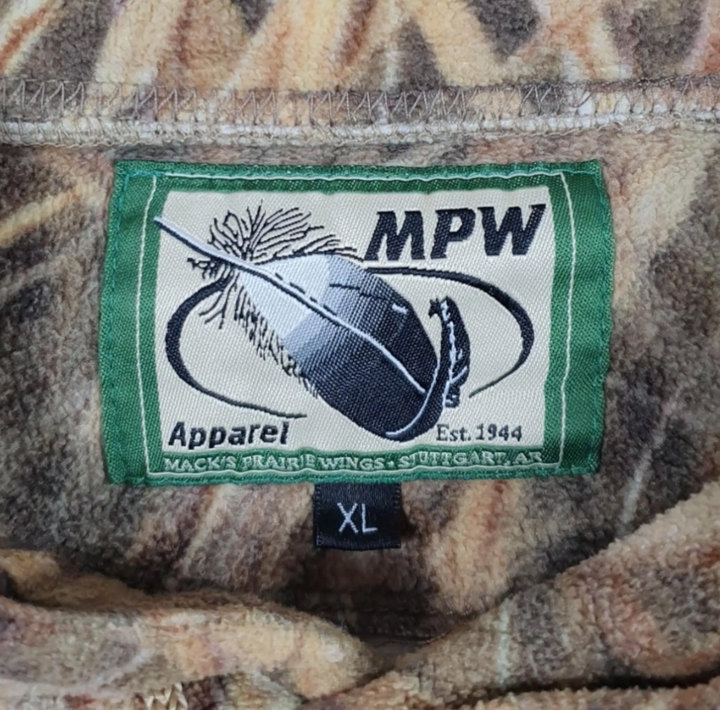 MPW
Apparel
Est. 1944
MACK'S PRAIRIE WINGS • STUTTGART, AR
XL